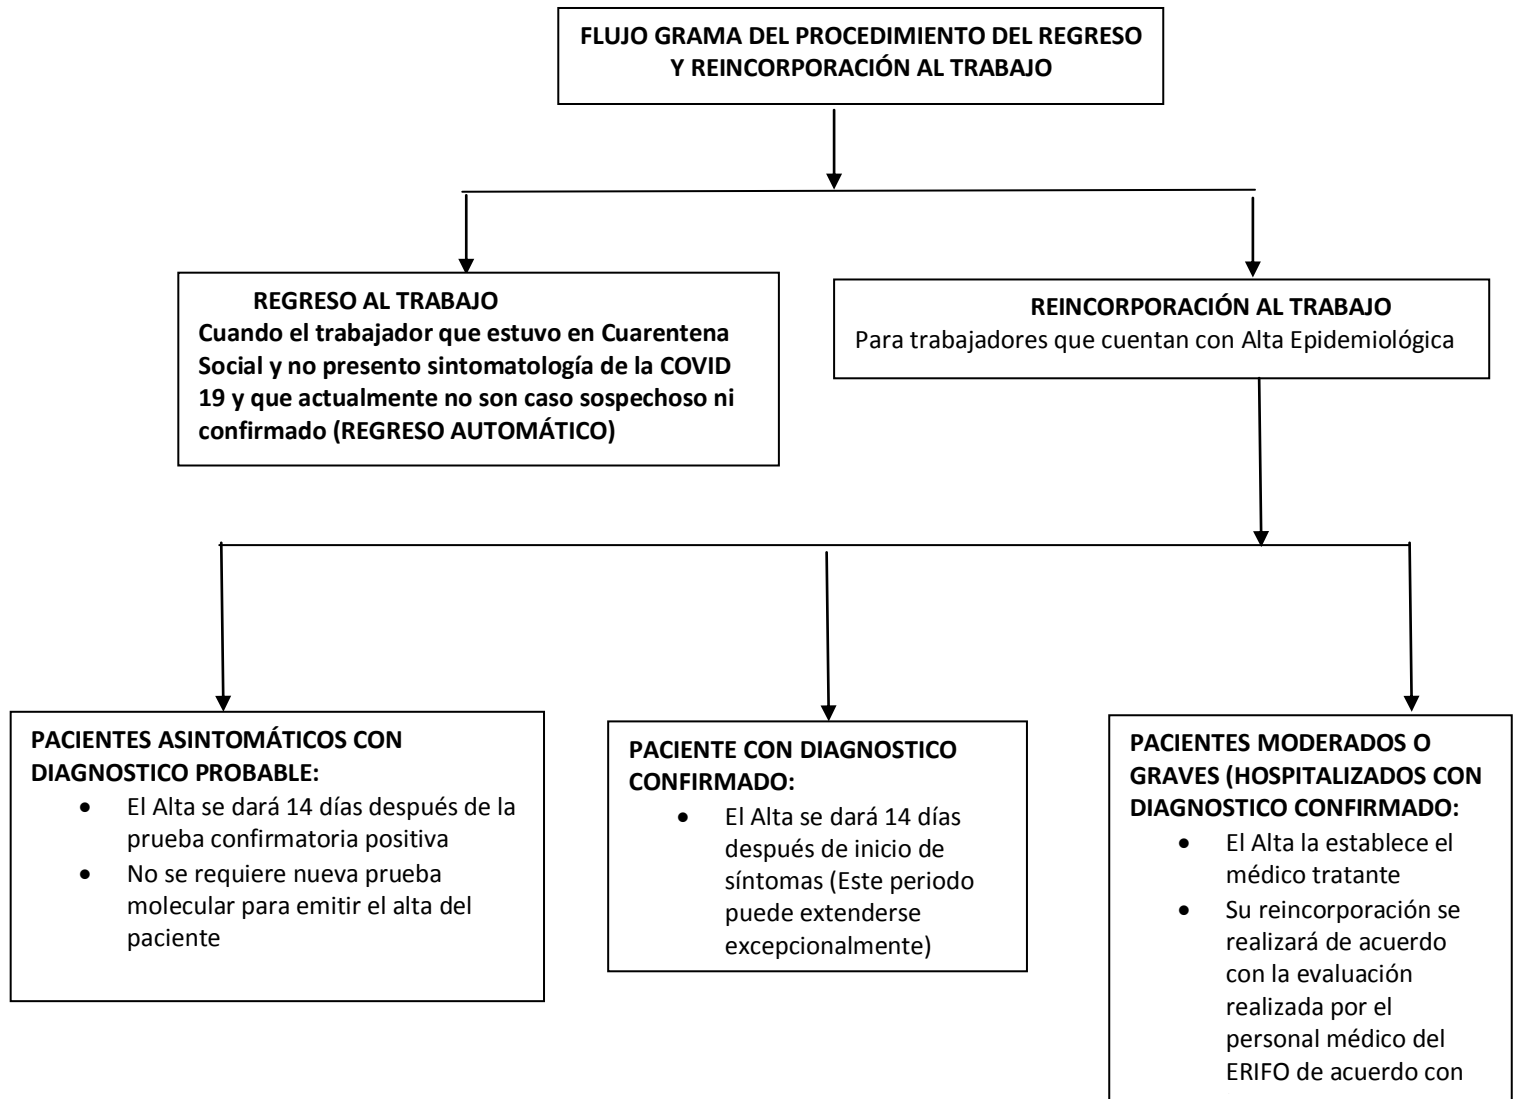 FLUJO GRAMA DEL PROCEDIMIENTO DEL REGRESO
Y REINCORPORACIÓN AL TRABAJO
REGRESO AL TRABAJO
Cuando el trabajador que estuvo en Cuarentena
Social y no presento sintomatología de la COVID
19 y que actualmente no son caso sospechoso ni
confirmado (REGRESO AUTOMÁTICO)
REINCORPORACIÓN AL TRABAJO
Para trabajadores que cuentan con Alta Epidemiológica
PACIENTES ASINTOMÁTICOS CON
DIAGNOSTICO PROBABLE:
• El Alta se dará 14 días después de la
prueba confirmatoria positiva
• No se requiere nueva prueba
molecular para emitir el alta del
paciente
PACIENTE CON DIAGNOSTICO
CONFIRMADO:
• El Alta se dará 14 días
después de inicio de
síntomas (Este periodo
puede extenderse
excepcionalmente)
PACIENTES MODERADOS O
GRAVES (HOSPITALIZADOS CON
DIAGNOSTICO CONFIRMADO:
• El Alta la establece el
médico tratante
• Su reincorporación se
realizará de acuerdo
con la evaluación
realizada por el
personal médico del
ERIFO de acuerdo con